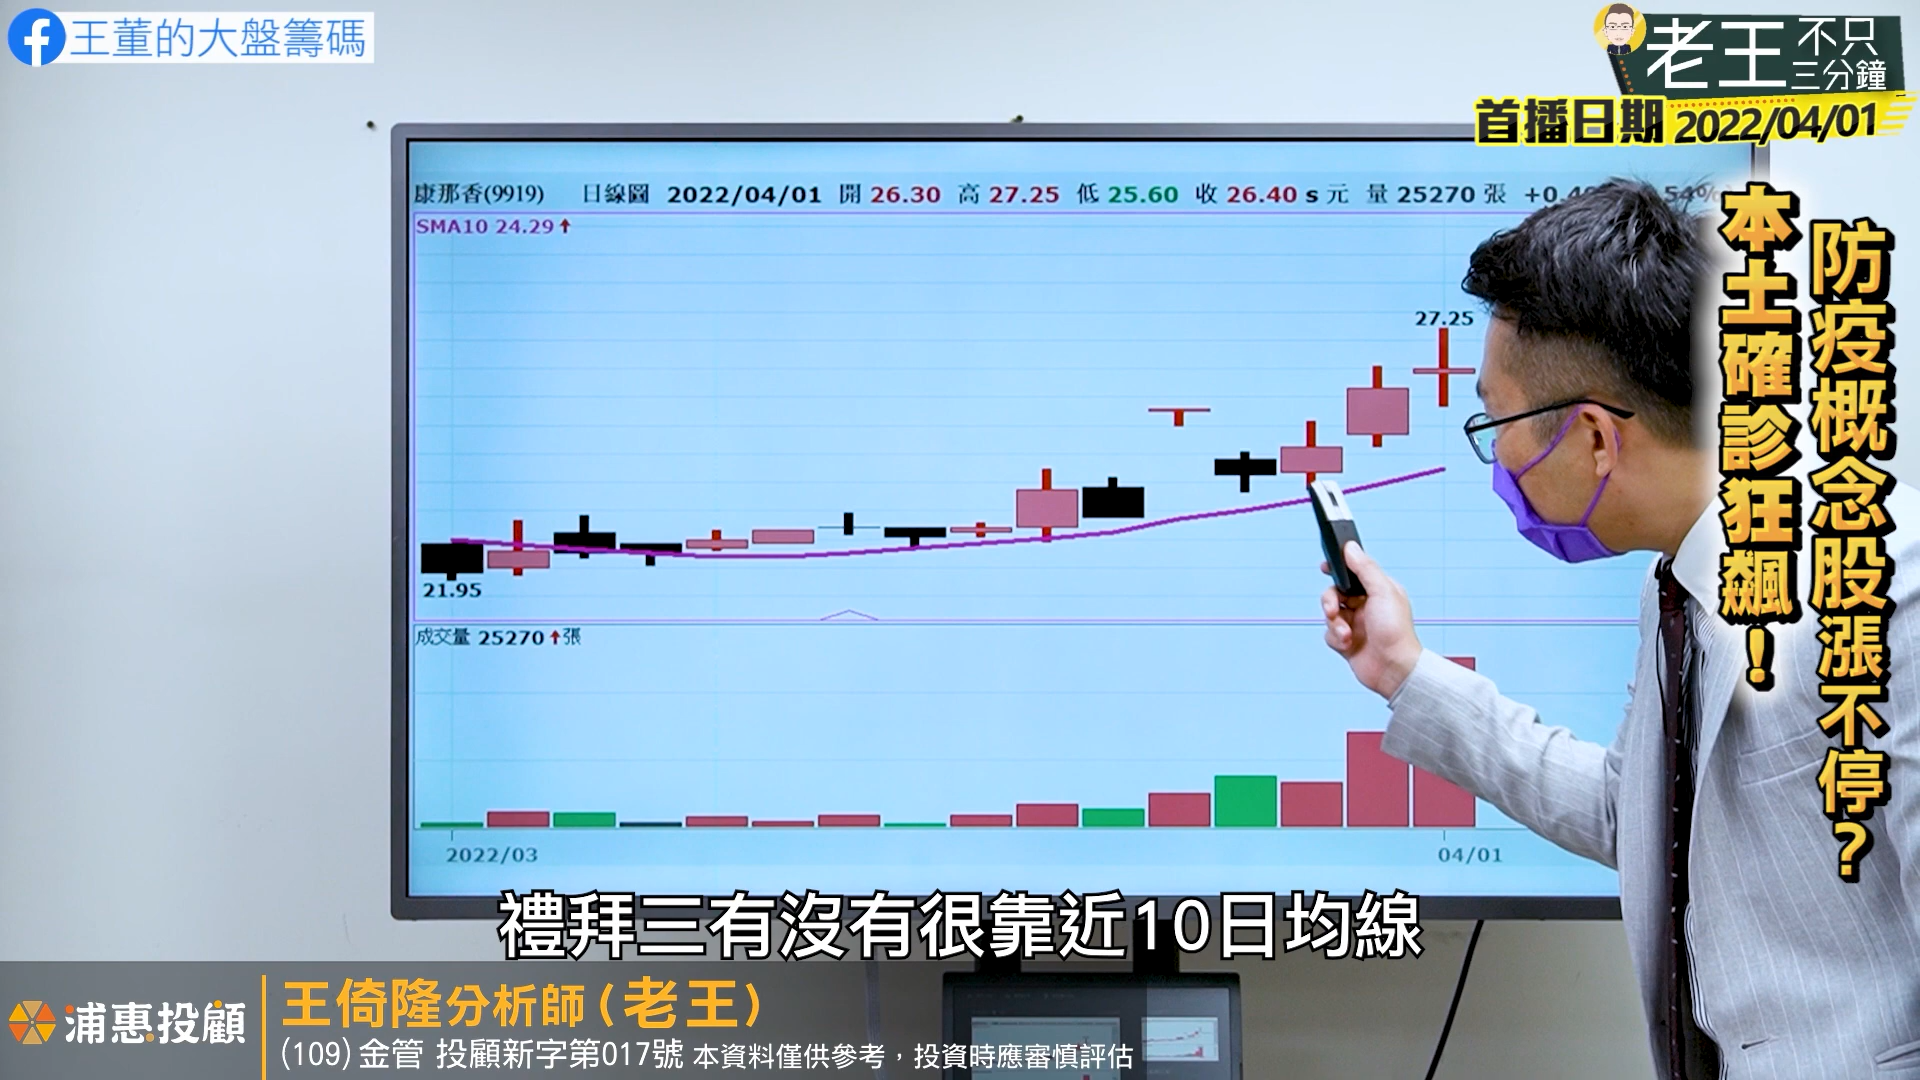 王董的大盤籌碼
老王 不只三分鐘
首播日期 2022/04/01
康那香(9919) 日線圖 2022/04/01 開 26.30 高 27.25 低 25.60 收 26.40 s 元 量 25270 張
SMA10 24.29↑
27.25
21.95
成交量 25270↑張
2022/03
04/01
防疫概念股漲不停？
本土確診狂飆！
禮拜三有沒有很靠近10日均線
浦惠投顧
王倚隆分析師(老王)
(109)金管 投顧新字第017號 本資料僅供參考，投資時應審慎評估